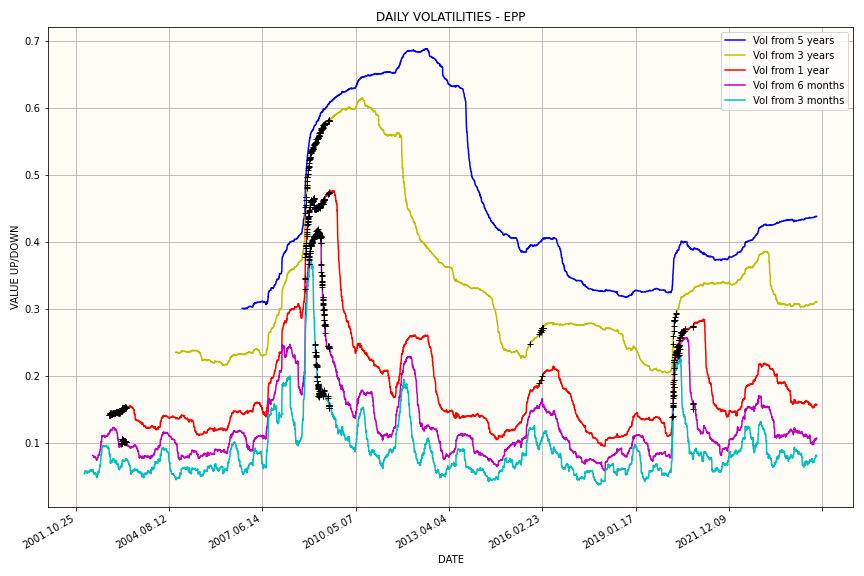 DAILY VOLATILITIES - EPP
Vol from 5 years
Vol from 3 years
Vol from 1 year
Vol from 6 months
Vol from 3 months
VALUE UP/DOWN
0.7
0.6
0.5
0.4
0.3
0.2
0.1
2001.10.25
2004.08.12
2007.06.14
2010.05.07
2013.04.04
2016.02.23
2019.01.17
2021.12.09
DATE